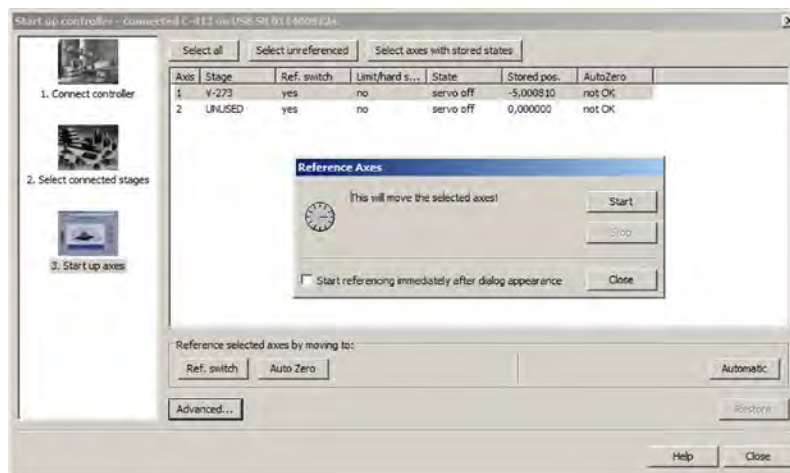 Start up controller - connected C-413 on USB SN 0114009124
Select all Select unreferenced Select axes with stored states
Axis Stage Ref. switch Limit/hard s... State Stored pos. AutoZero
1 V-273 yes no servo off -5,000810 not OK
2 UNUSED yes no servo off 0,000000 not OK
1. Connect controller
2. Select connected stages
3. Start up axes
Reference Axes
This will move the selected axes!
Start
Stop
Start referencing immediately after dialog appearance
Close
Reference selected axes by moving to:
Ref. switch Auto Zero Automatic
Advanced... Restore
Help Close